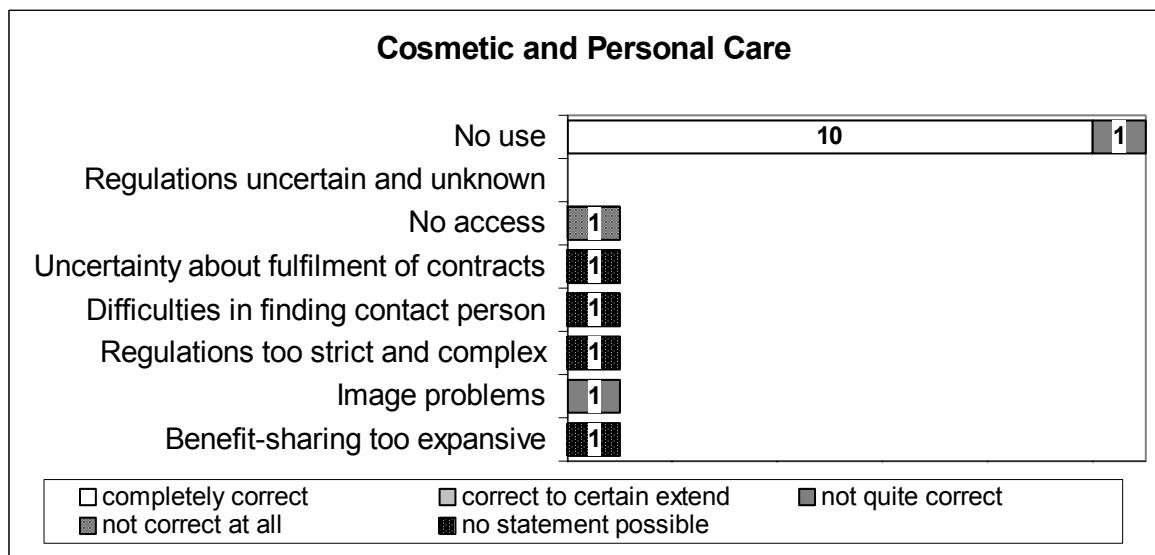 Cosmetic and Personal Care
No use 10 1
Regulations uncertain and unknown
No access 1
Uncertainty about fulfilment of contracts 1
Difficulties in finding contact person 1
Regulations too strict and complex 1
Image problems 1
Benefit-sharing too expansive 1
completely correct correct to certain extend not quite correct
not correct at all no statement possible